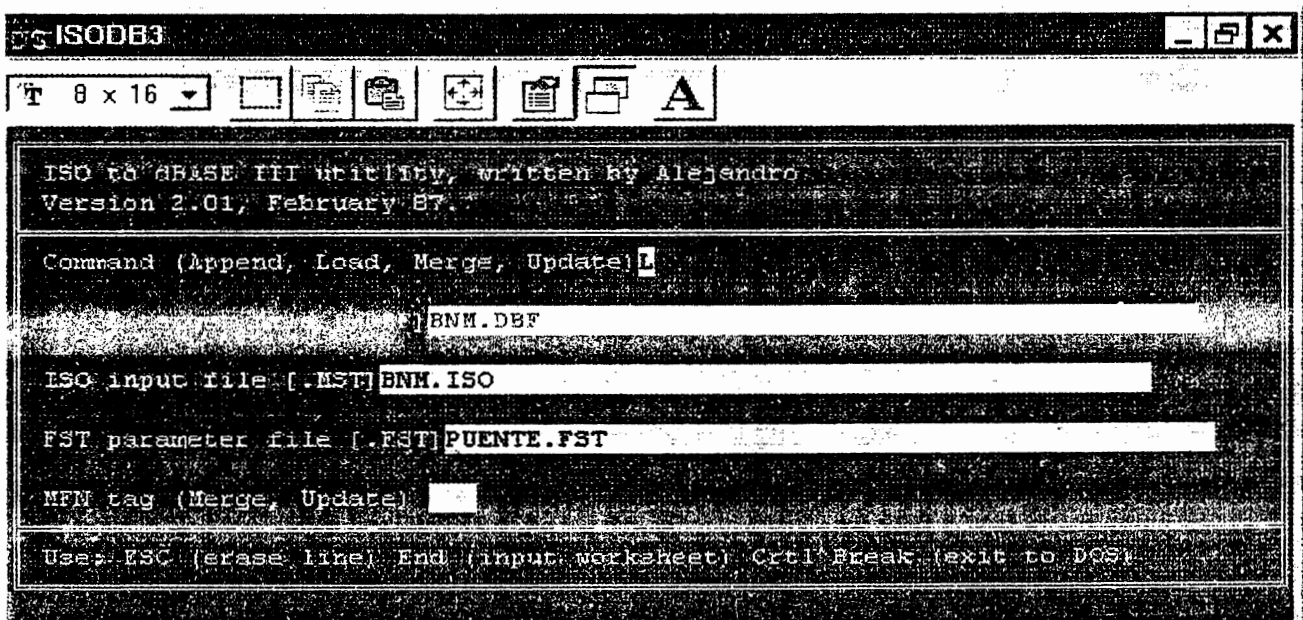 ISODB3
8 x 16
A
ISO to dBASE III utitlity, written by Alejandro
Version 2.01, February 87.
Command (Append, Load, Merge, Update) L
BNM.DBF
ISO input file [.MST] BNM.ISO
FST parameter file [.FST] PUENTE.FST
MFN tag (Merge, Update)
Use: ESC (erase line) End (input worksheet) Crtl^Break (exit to DOS)